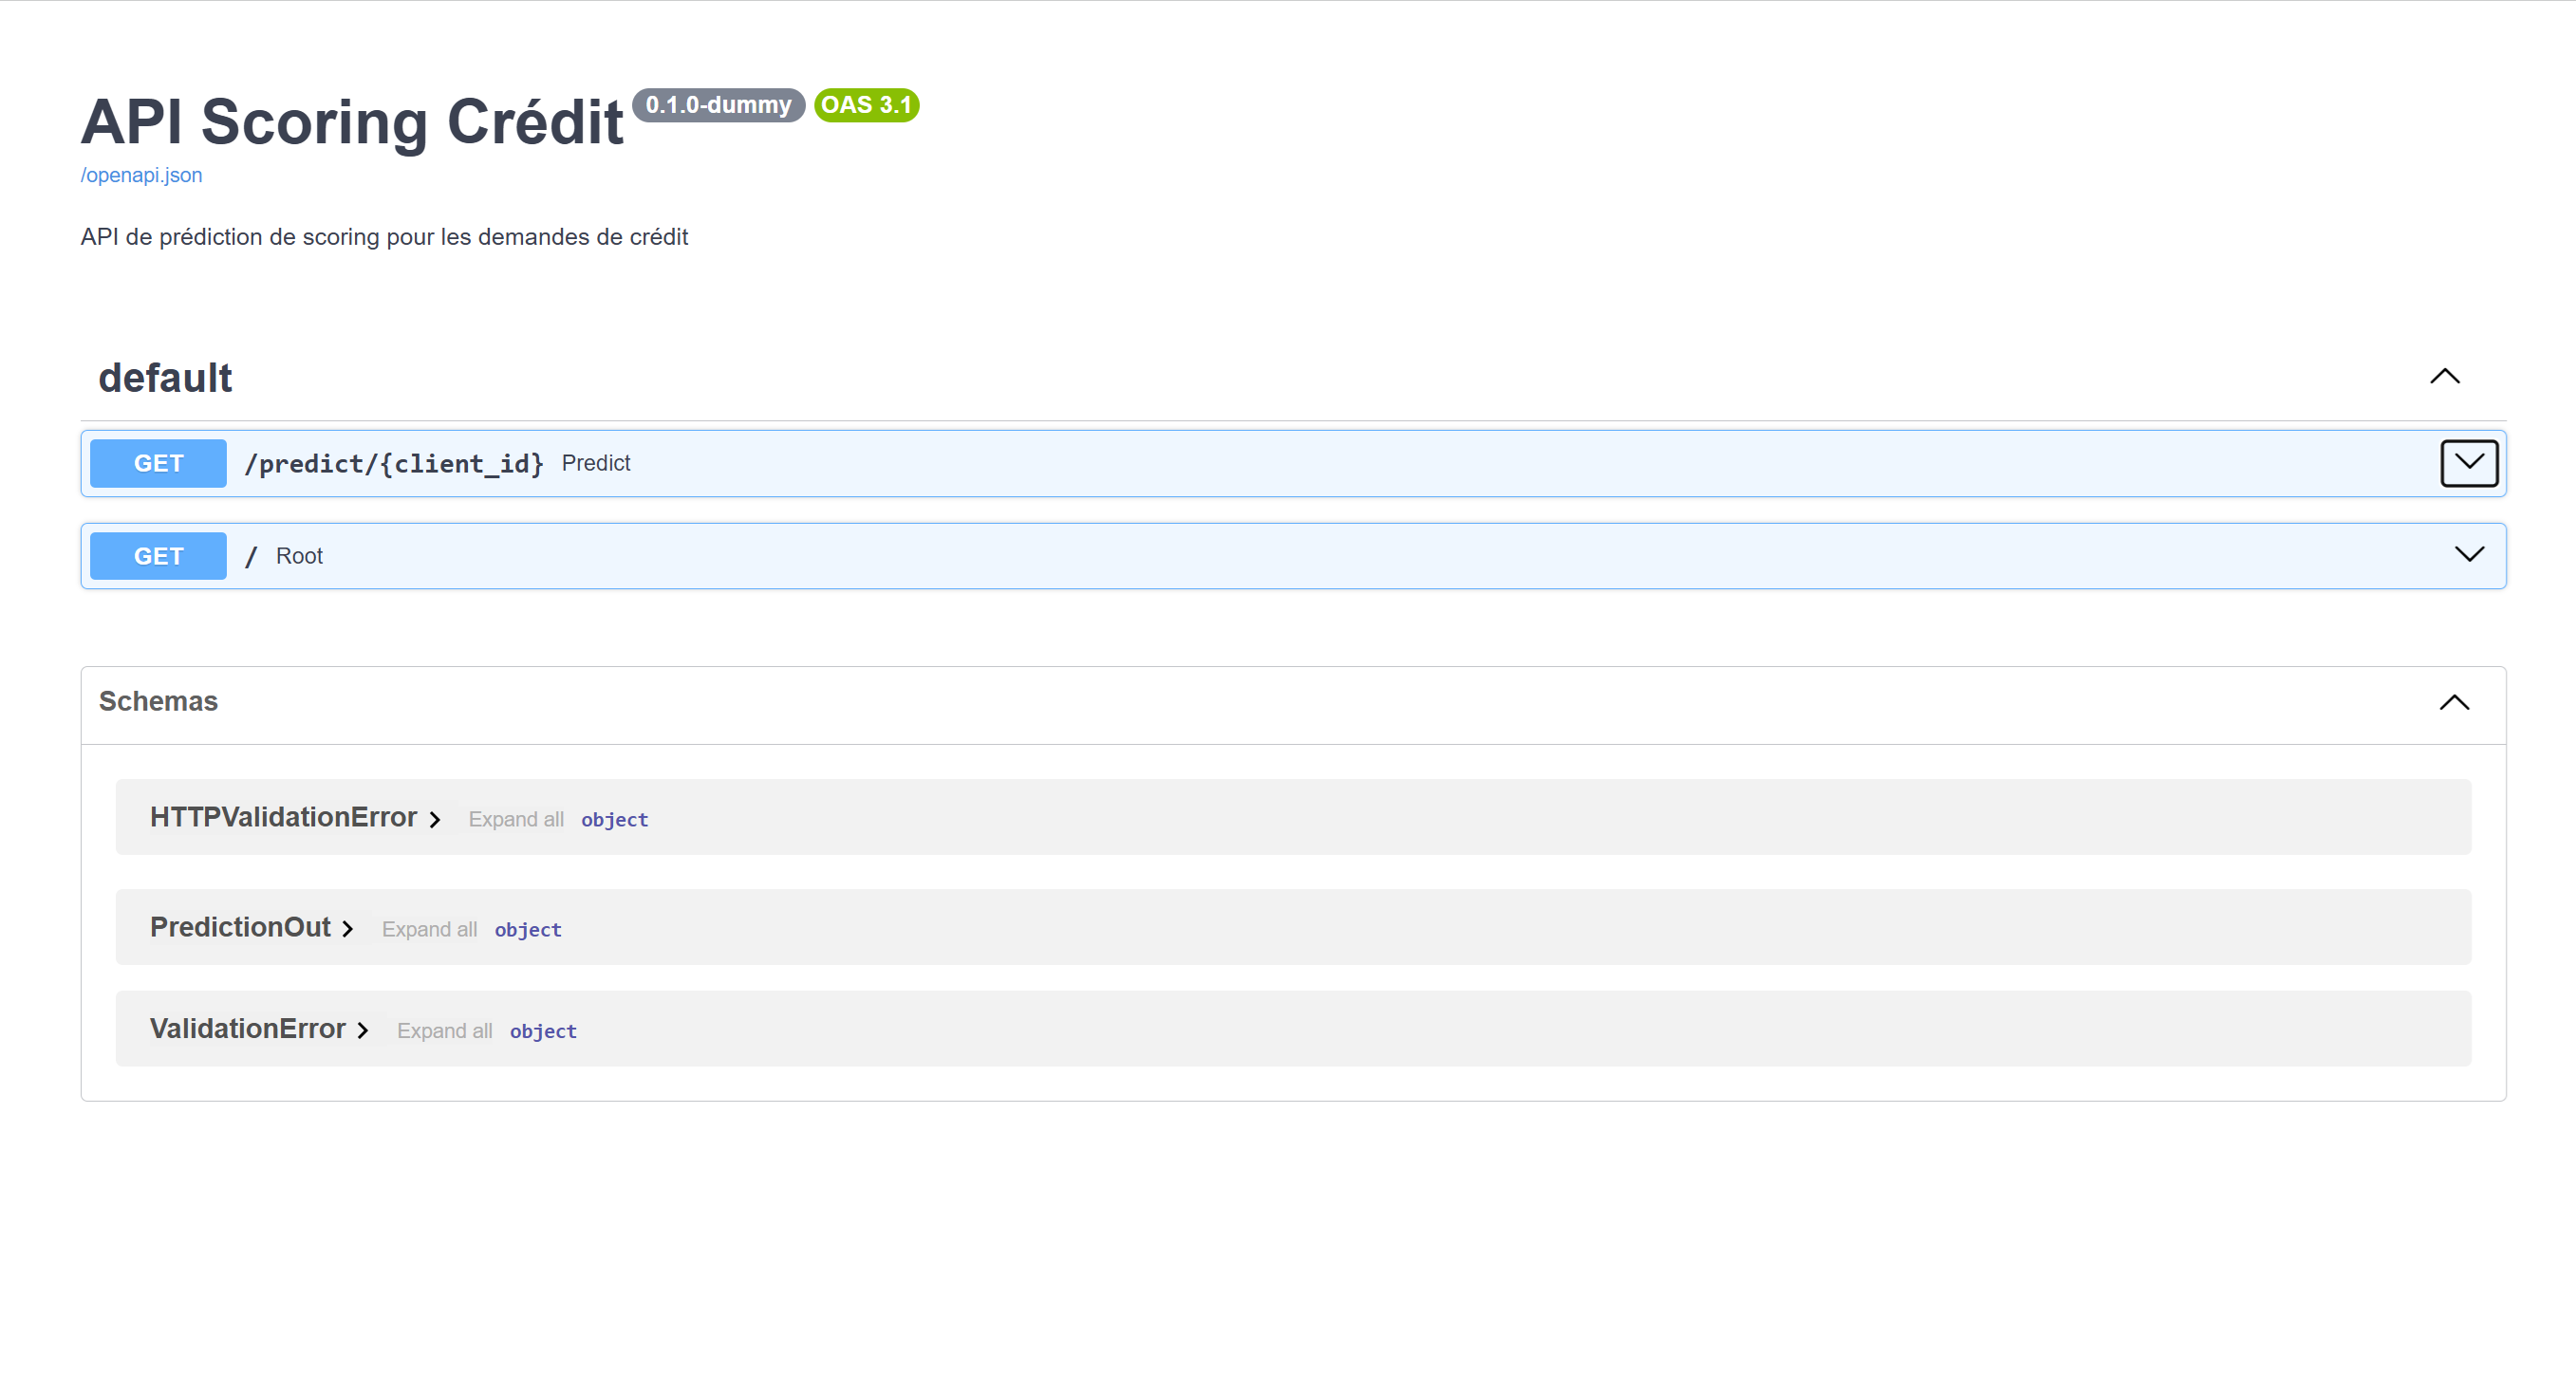 API Scoring Crédit 0.1.0-dummy OAS 3.1
/openapi.json
API de prédiction de scoring pour les demandes de crédit
default
GET /predict/{client_id} Predict
GET / Root
Schemas
HTTPValidationError Expand all object
PredictionOut Expand all object
ValidationError Expand all object